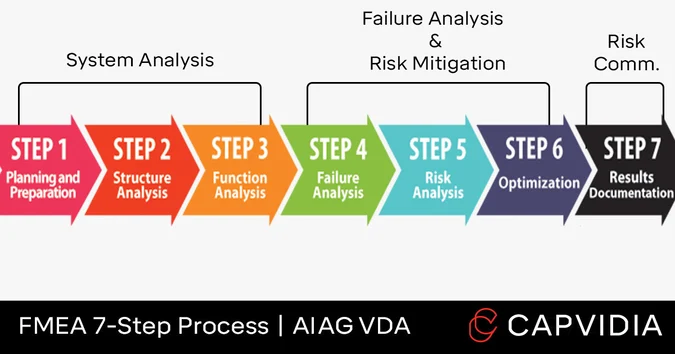 System Analysis
Failure Analysis
&
Risk Mitigation
Risk
Comm.
STEP 1
Planning and
Preparation
STEP 2
Structure
Analysis
STEP 3
Function
Analysis
STEP 4
Failure
Analysis
STEP 5
Risk
Analysis
STEP 6
Optimization
STEP 7
Results
Documentation
FMEA 7-Step Process | AIAG VDA
CAPVIDIA